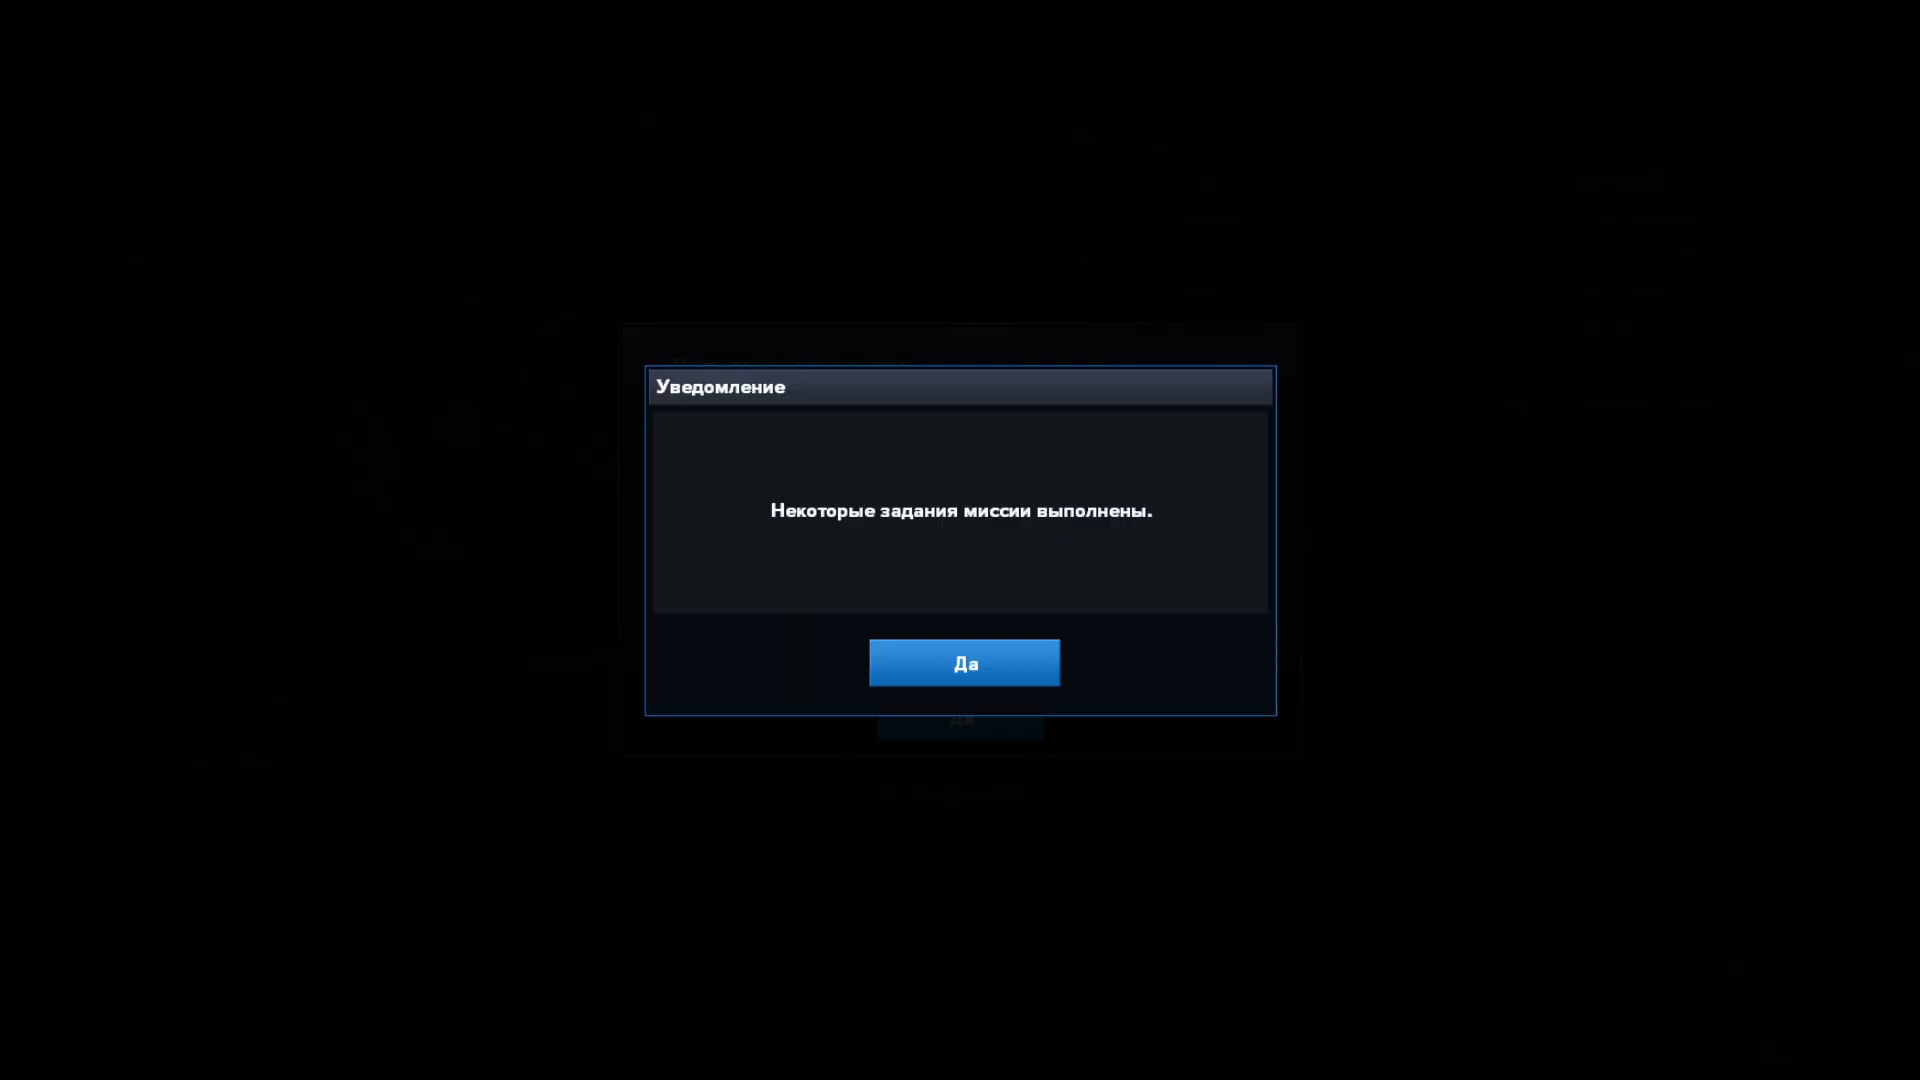 Уведомление
Некоторые задания миссии выполнены.
Да